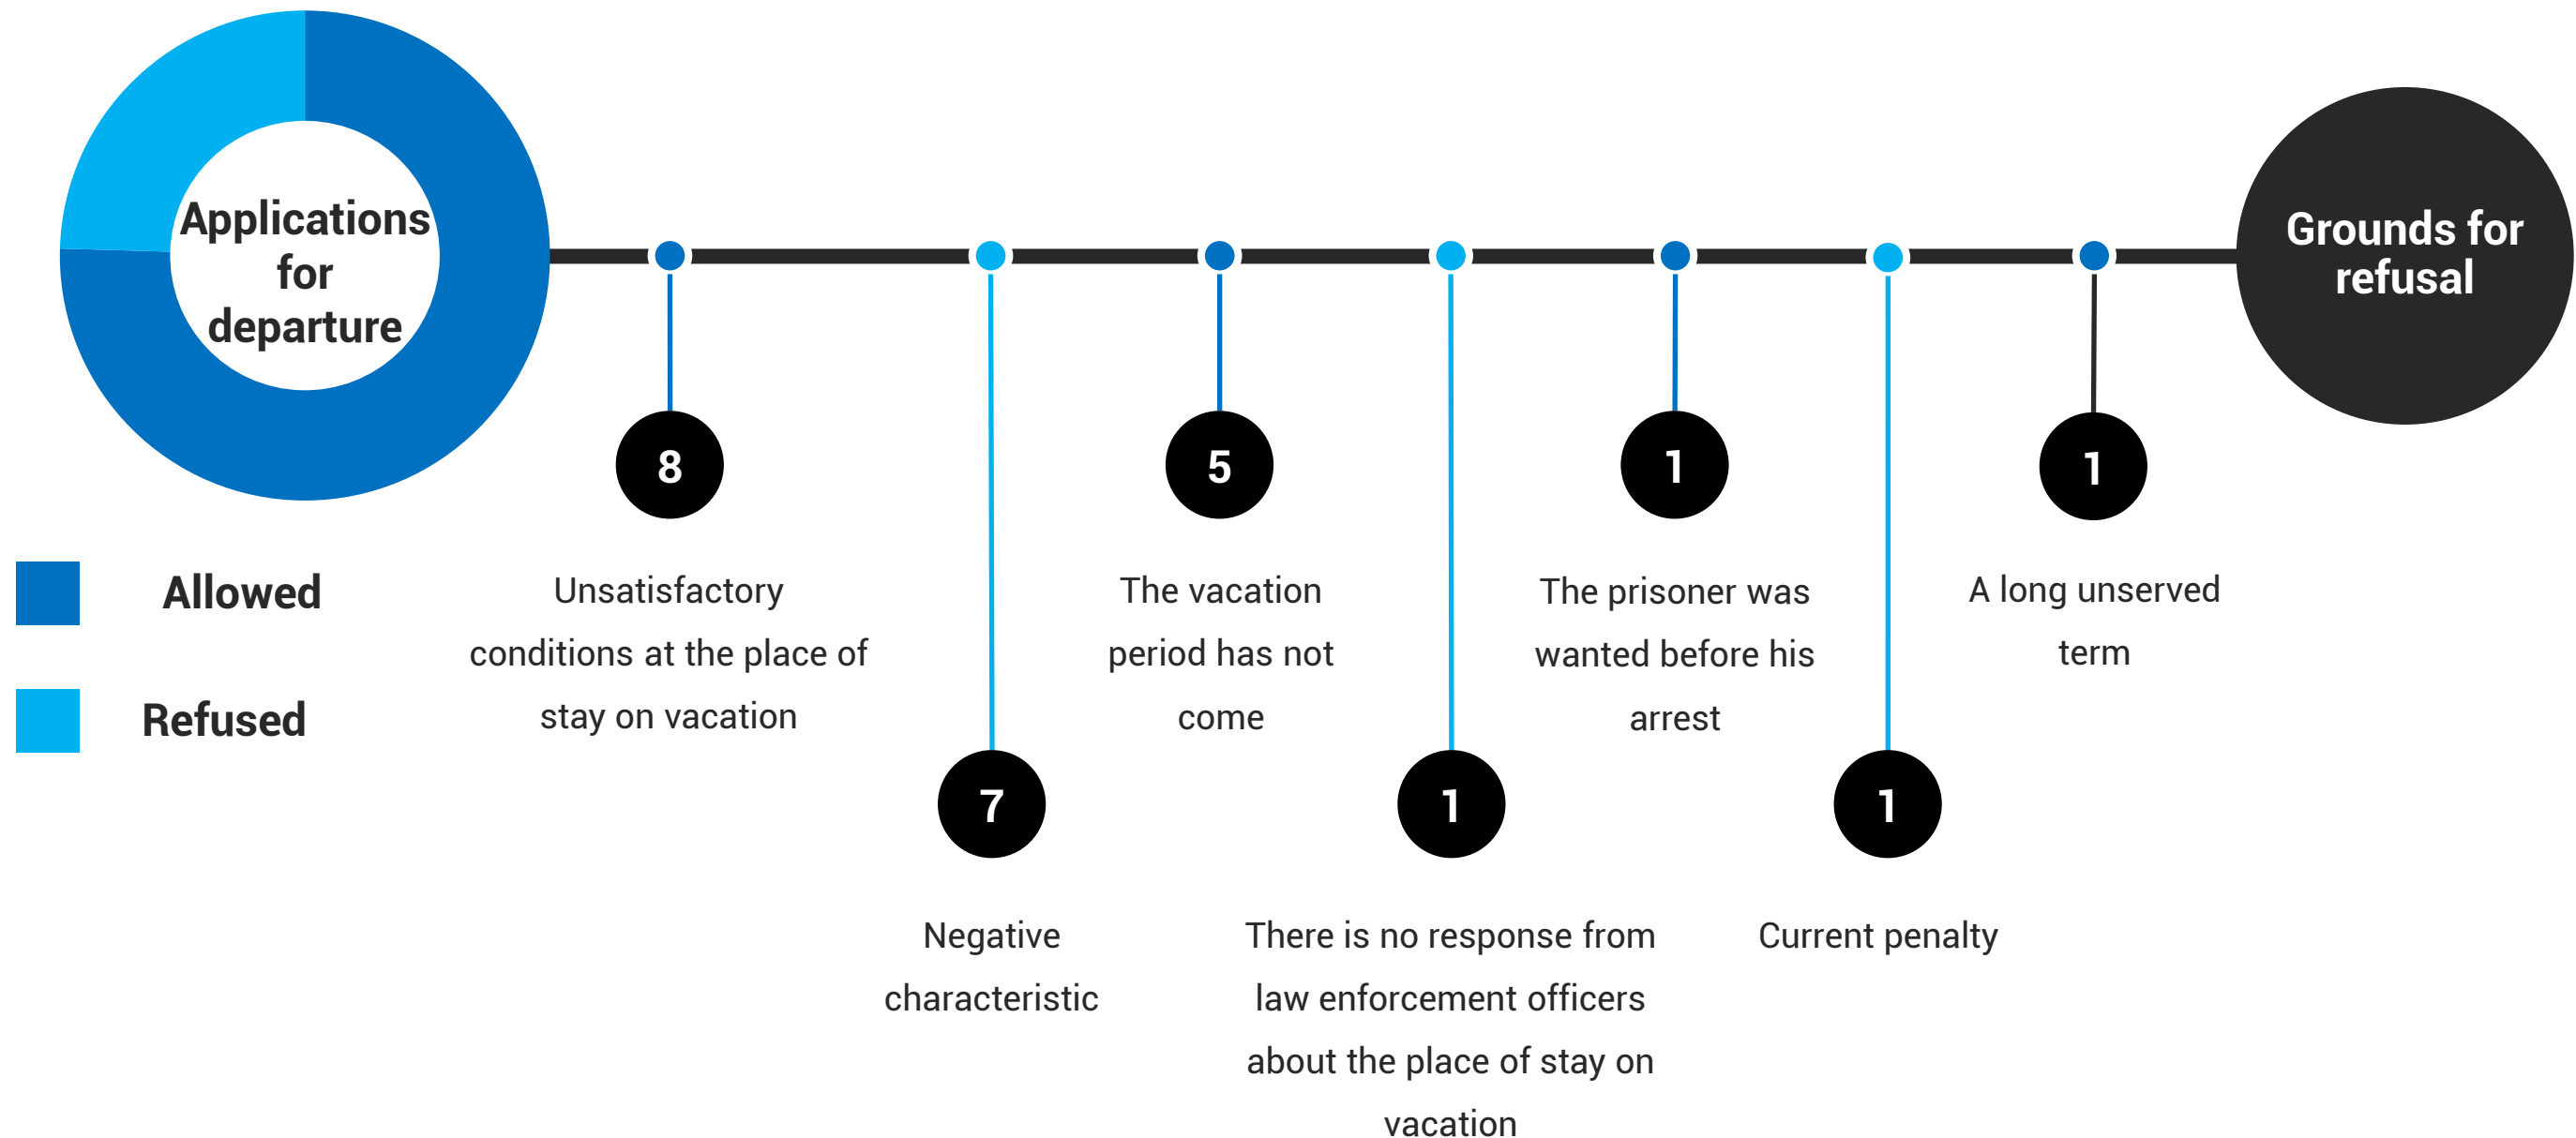 Applications
for
departure
Grounds for
refusal
Allowed
Refused
8
Unsatisfactory
conditions at the place of
stay on vacation
7
Negative
characteristic
5
The vacation
period has not
come
1
There is no response from
law enforcement officers
about the place of stay on
vacation
1
The prisoner was
wanted before his
arrest
1
Current penalty
1
A long unserved
term